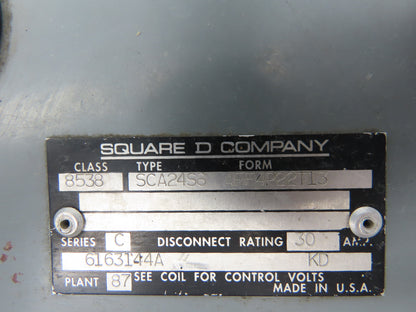 SQUARE D COMPANY
CLASS TYPE FORM
8538 SCA24S3
SERIES C DISCONNECT RATING 30 AMP.
6163144A KD
PLANT 87 SEE COIL FOR CONTROL VOLTS
MADE IN U.S.A.